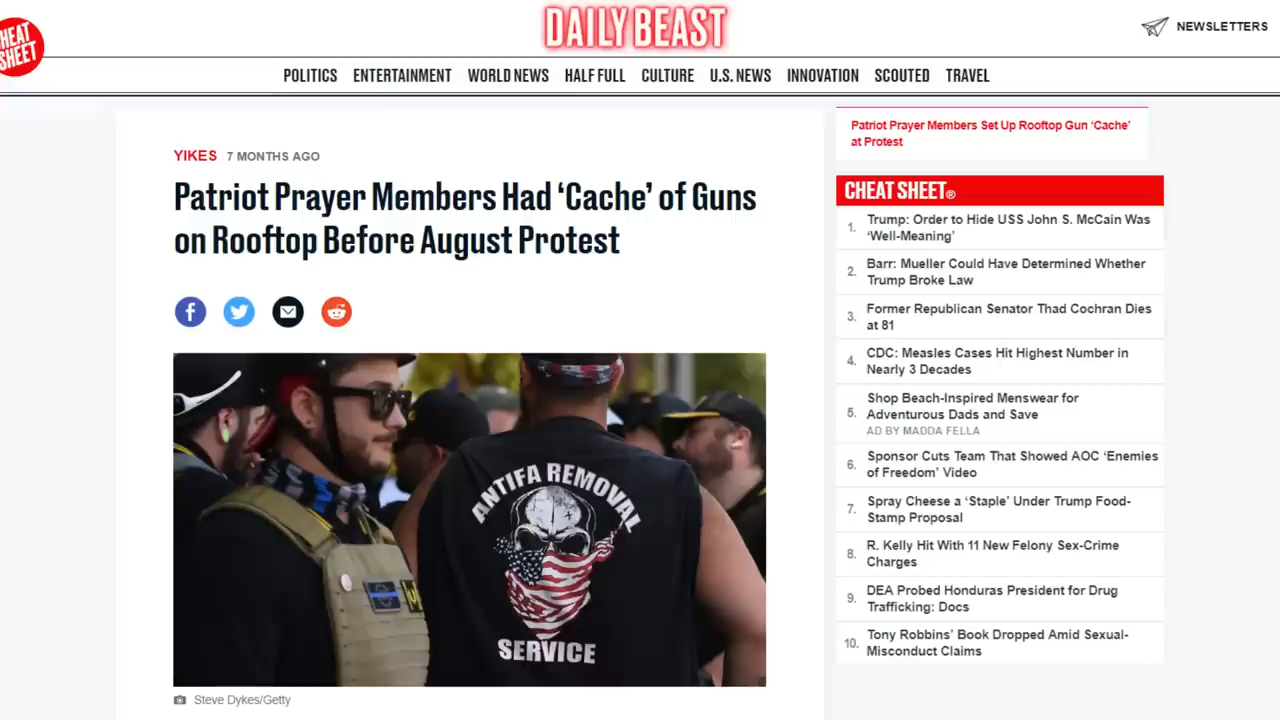 DAILY BEAST
NEWSLETTERS
HEAT
SHEET
POLITICS ENTERTAINMENT WORLD NEWS HALF FULL CULTURE U.S. NEWS INNOVATION SCOUTED TRAVEL
YIKES 7 MONTHS AGO
Patriot Prayer Members Had ‘Cache’ of Guns
on Rooftop Before August Protest
ANTIFA REMOVAL
SERVICE
Steve Dykes/Getty
Patriot Prayer Members Set Up Rooftop Gun ‘Cache’
at Protest
CHEAT SHEET®
1. Trump: Order to Hide USS John S. McCain Was
‘Well-Meaning’
2. Barr: Mueller Could Have Determined Whether
Trump Broke Law
3. Former Republican Senator Thad Cochran Dies
at 81
4. CDC: Measles Cases Hit Highest Number in
Nearly 3 Decades
5. Shop Beach-Inspired Menswear for
Adventurous Dads and Save
AD BY MADDA FELLA
6. Sponsor Cuts Team That Showed AOC ‘Enemies
of Freedom’ Video
7. Spray Cheese a ‘Staple’ Under Trump Food-
Stamp Proposal
8. R. Kelly Hit With 11 New Felony Sex-Crime
Charges
9. DEA Probed Honduras President for Drug
Trafficking: Docs
10. Tony Robbins’ Book Dropped Amid Sexual-
Misconduct Claims